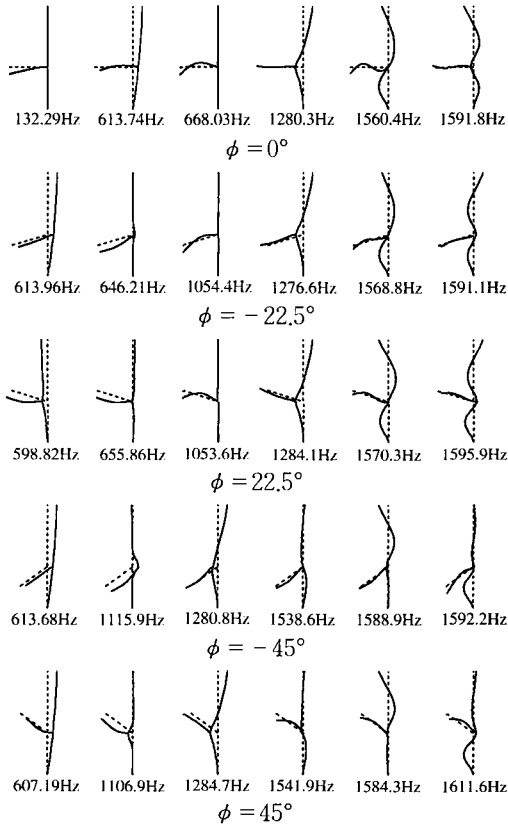 132.29Hz 613.74Hz 668.03Hz 1280.3Hz 1560.4Hz 1591.8Hz
ϕ = 0°
613.96Hz 646.21Hz 1054.4Hz 1276.6Hz 1568.8Hz 1591.1Hz
ϕ = − 22.5°
598.82Hz 655.86Hz 1053.6Hz 1284.1Hz 1570.3Hz 1595.9Hz
ϕ = 22.5°
613.68Hz 1115.9Hz 1280.8Hz 1538.6Hz 1588.9Hz 1592.2Hz
ϕ = − 45°
607.19Hz 1106.9Hz 1284.7Hz 1541.9Hz 1584.3Hz 1611.6Hz
ϕ = 45°